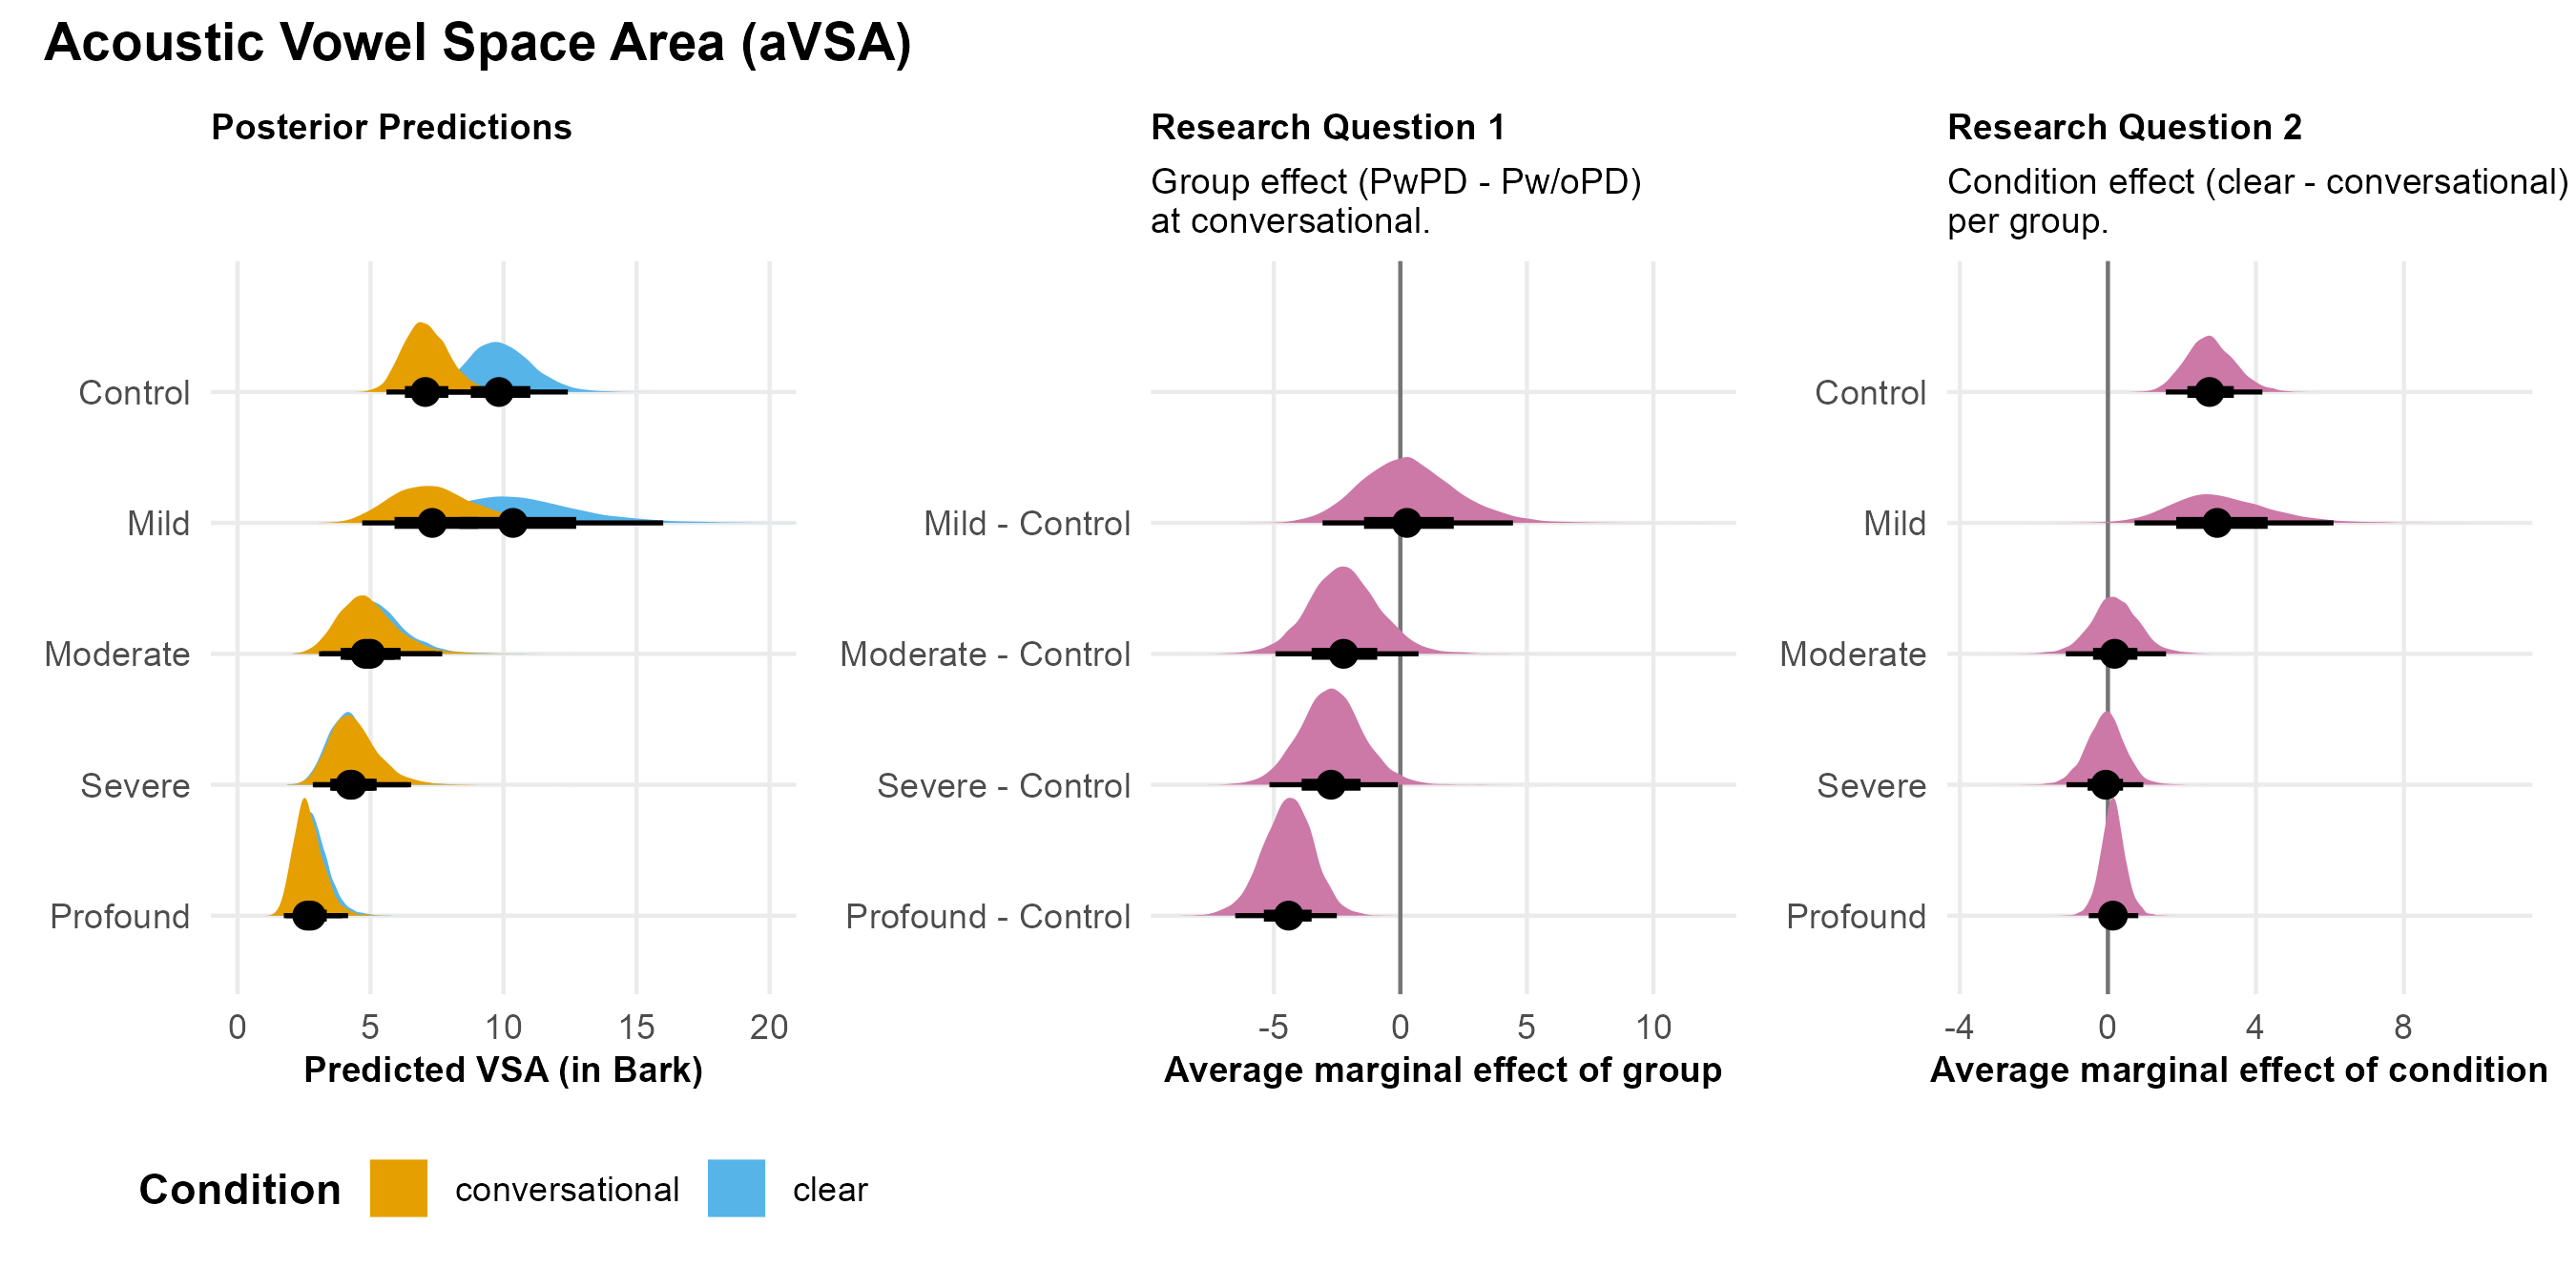 Acoustic Vowel Space Area (aVSA)
Posterior Predictions
Control
Mild
Moderate
Severe
Profound
0 5 10 15 20
Predicted VSA (in Bark)
Research Question 1
Group effect (PwPD - Pw/oPD)
at conversational.
Mild - Control
Moderate - Control
Severe - Control
Profound - Control
-5 0 5 10
Average marginal effect of group
Research Question 2
Condition effect (clear - conversational)
per group.
Control
Mild
Moderate
Severe
Profound
-4 0 4 8
Average marginal effect of condition
Condition conversational clear